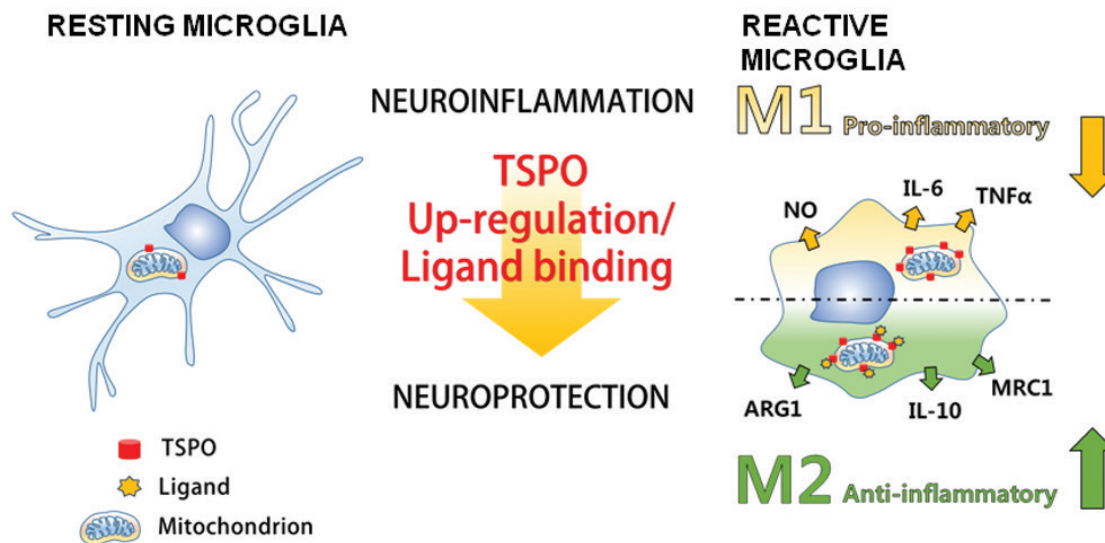 RESTING MICROGLIA
NEUROINFLAMMATION
TSPO
Up-regulation/
Ligand binding
NEUROPROTECTION
TSPO
Ligand
Mitochondrion
REACTIVE
MICROGLIA
M1 Pro-inflammatory
NO
IL-6
TNFα
ARG1
IL-10
MRC1
M2 Anti-inflammatory